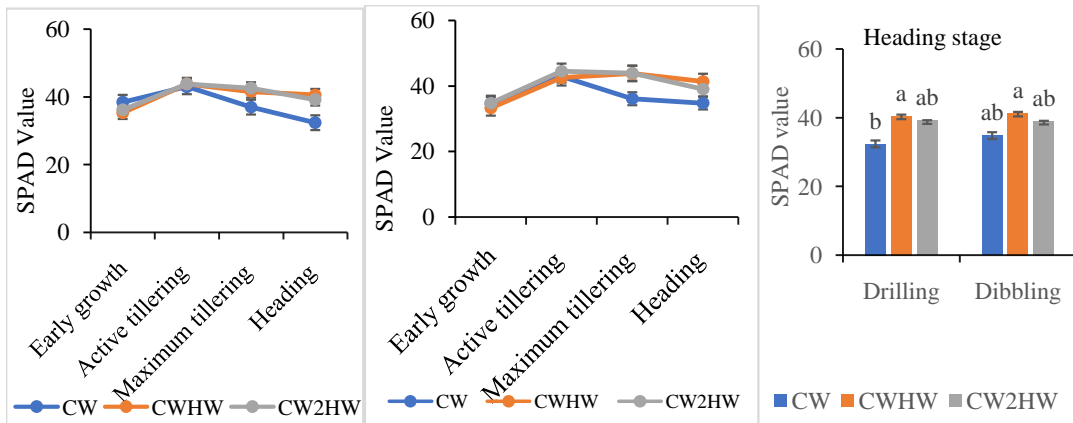 60
40
20
0
SPAD Value
Early growth
Active tillering
Maximum tillering
Heading
CW
CWHW
CW2HW
60
40
20
0
SPAD Value
Early growth
Active tillering
Maximum tillering
Heading
CW
CWHW
CW2HW
Heading stage
60
40
20
0
SPAD value
b
a
ab
ab
a
ab
Drilling
Dibbling
CW
CWHW
CW2HW